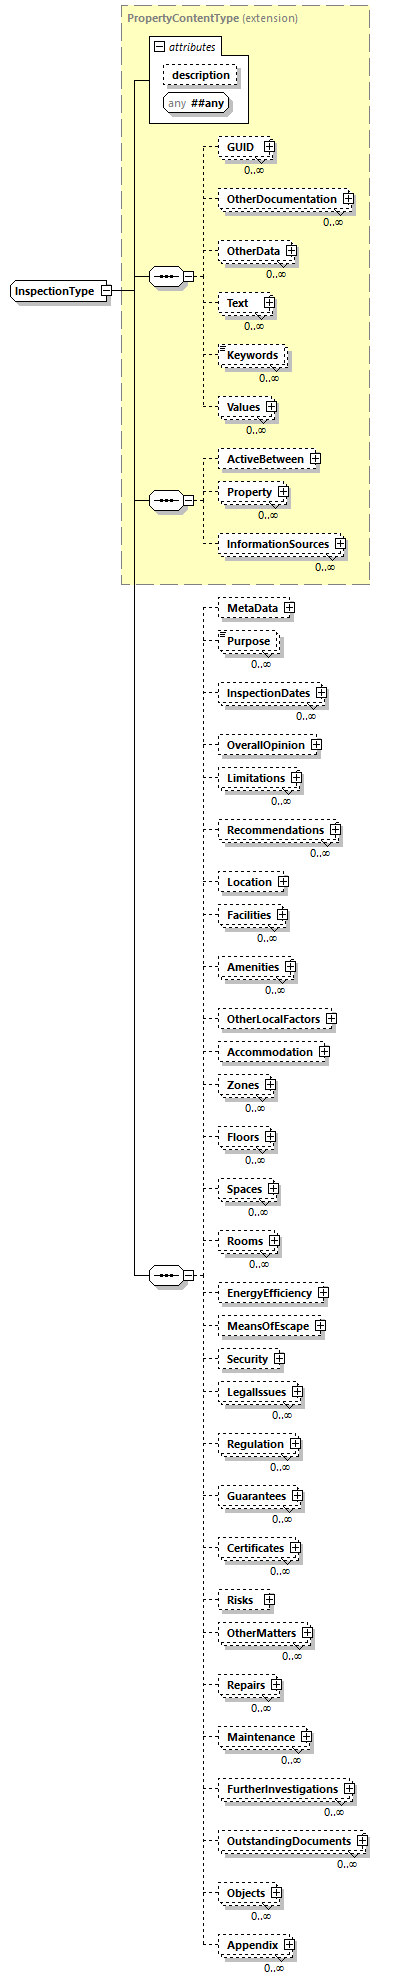 PropertyContentType (extension)
attributes
description
any ##any
GUID
0..∞
OtherDocumentation
0..∞
OtherData
0..∞
InspectionType
Text
0..∞
Keywords
0..∞
Values
0..∞
ActiveBetween
Property
0..∞
InformationSources
0..∞
MetaData
Purpose
0..∞
InspectionDates
0..∞
OverallOpinion
Limitations
0..∞
Recommendations
0..∞
Location
Facilities
0..∞
Amenities
0..∞
OtherLocalFactors
Accommodation
Zones
0..∞
Floors
0..∞
Spaces
0..∞
Rooms
0..∞
EnergyEfficiency
MeansOfEscape
Security
LegalIssues
0..∞
Regulation
0..∞
Guarantees
0..∞
Certificates
0..∞
Risks
OtherMatters
0..∞
Repairs
0..∞
Maintenance
0..∞
FurtherInvestigations
0..∞
OutstandingDocuments
0..∞
Objects
0..∞
Appendix
0..∞